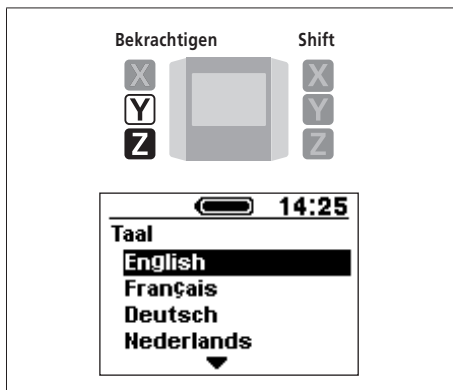 Bekrachtigen Shift
X X
Y Y
Z Z
14:25
Taal
English
Français
Deutsch
Nederlands